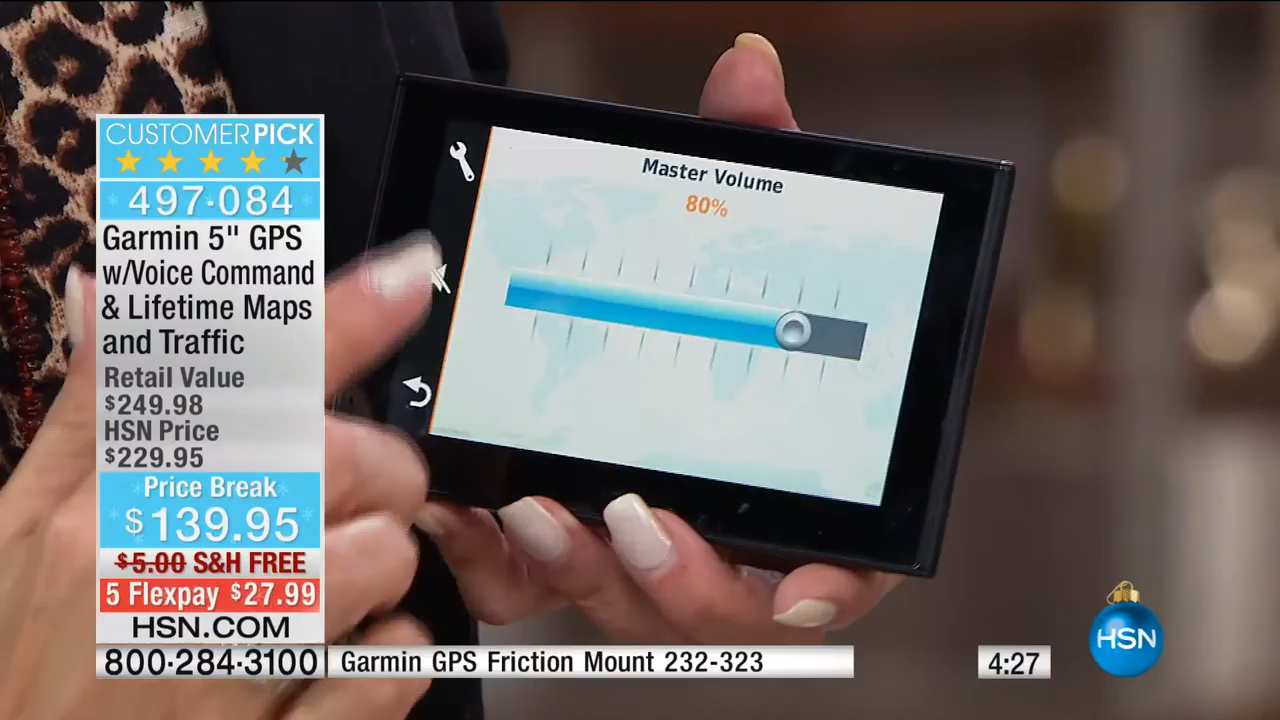 CUSTOMER PICK
497·084
Garmin 5" GPS
w/Voice Command
& Lifetime Maps
and Traffic
Retail Value
$249.98
HSN Price
$229.95
Price Break
$139.95
$5.00 S&H FREE
5 Flexpay $27.99
HSN.COM
800·284·3100
Garmin GPS Friction Mount 232-323
4:27
HSN
Master Volume
80%